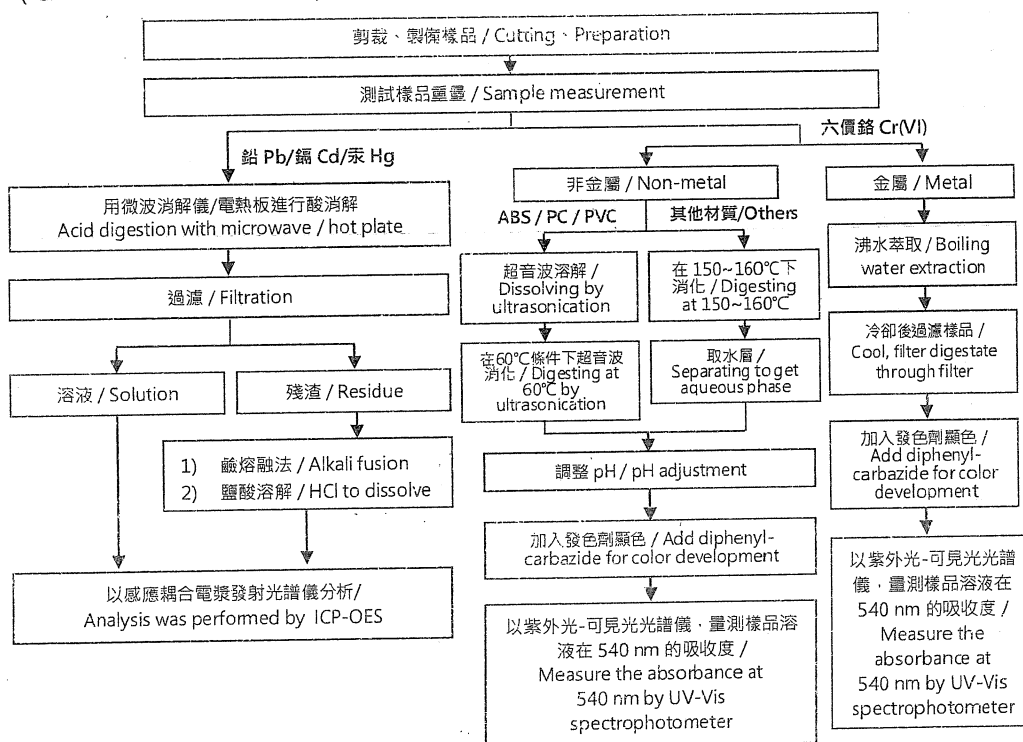 剪裁、製備樣品 / Cutting、Preparation
測試樣品重量 / Sample measurement
六價鉻 Cr(VI)
鉛 Pb/鎘 Cd/汞 Hg
用微波消解儀/電熱板進行酸消解
Acid digestion with microwave / hot plate
過濾 / Filtration
溶液 / Solution
殘渣 / Residue
1) 鹼熔融法 / Alkali fusion
2) 鹽酸溶解 / HCl to dissolve
以感應耦合電漿發射光譜儀分析/
Analysis was performed by ICP-OES
非金屬 / Non-metal
ABS / PC / PVC
其他材質/Others
超音波溶解 /
Dissolving by
ultrasonication
在60℃條件下超音波
消化 / Digesting at
60℃ by
ultrasonication
在 150~160℃下
消化 / Digesting
at 150~160℃
取水層 /
Separating to get
aqueous phase
調整 pH / pH adjustment
加入發色劑顯色 / Add diphenyl-
carbazide for color development
以紫外光-可見光光譜儀，量測樣品溶
液在 540 nm 的吸收度 /
Measure the absorbance at
540 nm by UV-Vis
spectrophotometer
金屬 / Metal
沸水萃取 / Boiling
water extraction
冷卻後過濾樣品 /
Cool, filter digestate
through filter
加入發色劑顯色 /
Add diphenyl-
carbazide for color
development
以紫外光-可見光光譜
儀，量測樣品溶液在
540 nm 的吸收度 /
Measure the
absorbance at
540 nm by UV-Vis
spectrophotometer